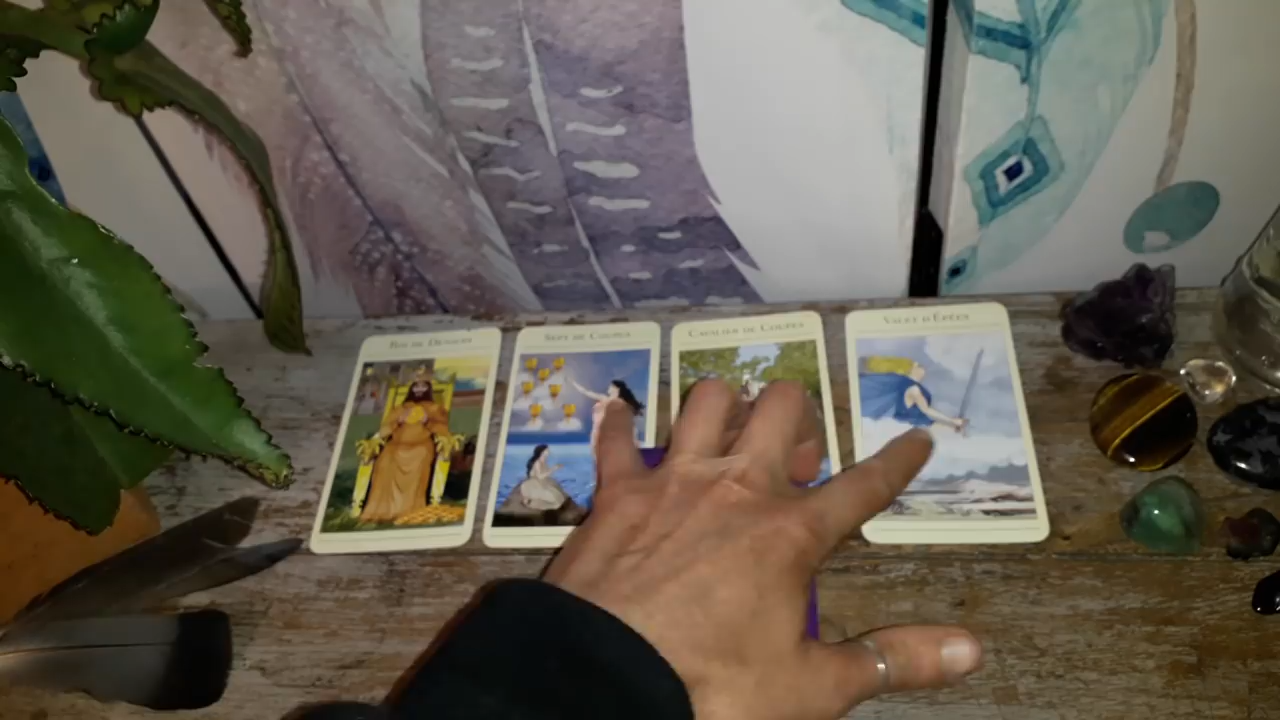 Roi de Deniers
Sept de Coupes
Cavalier de Coupes
Valet d'Épées